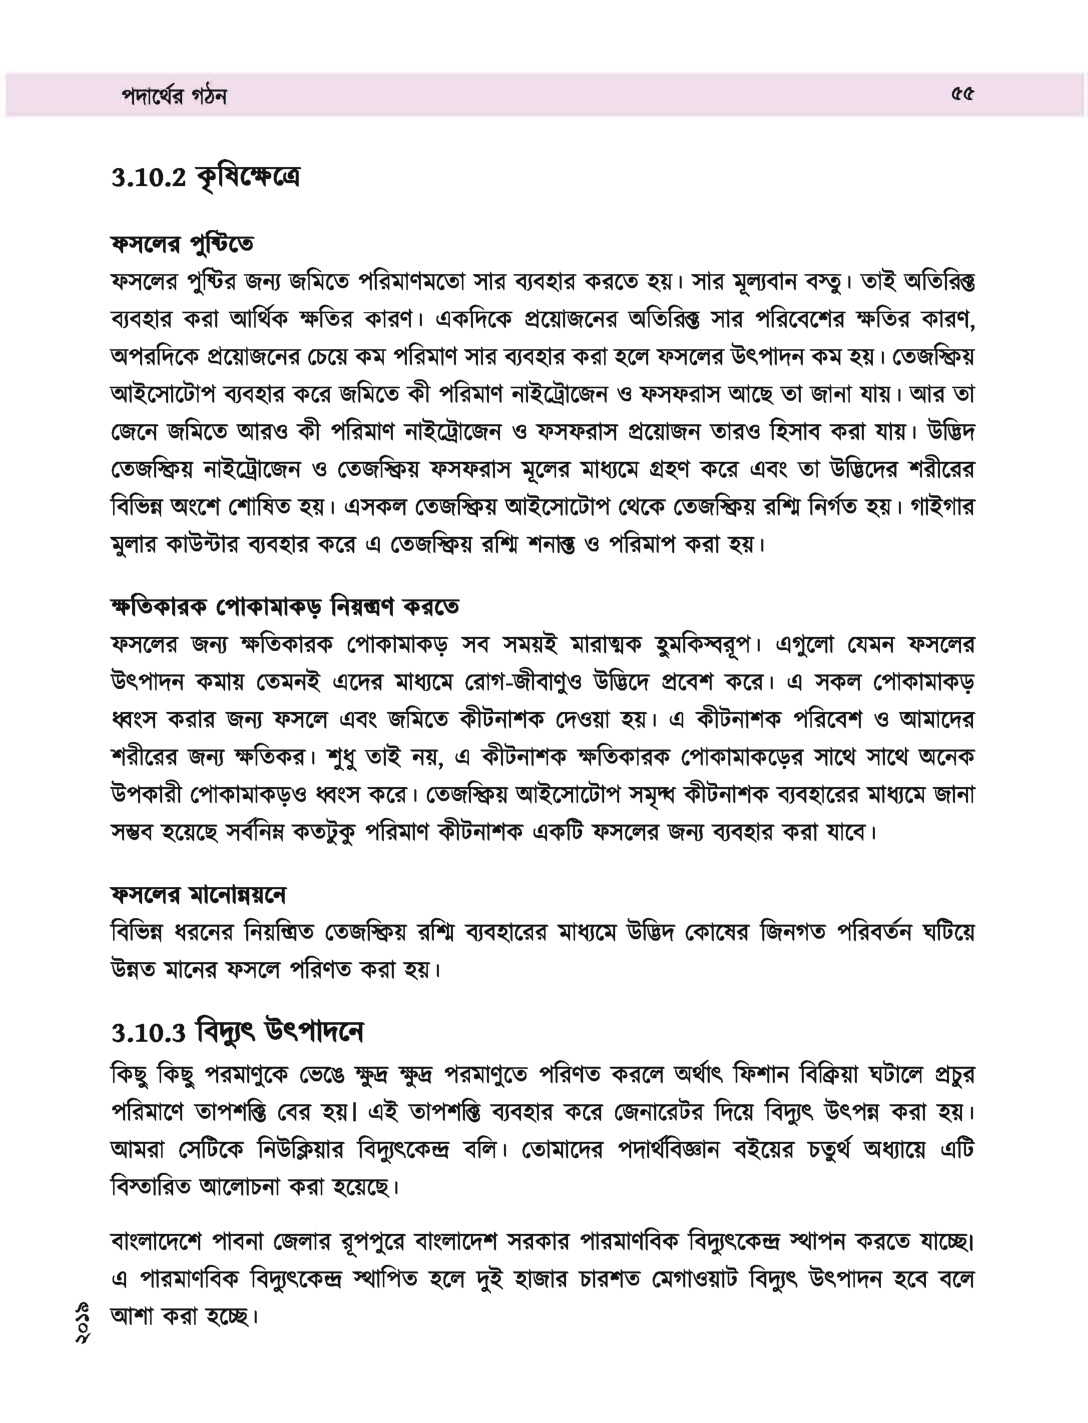 পদার্থের গঠন
৫৫
3.10.2 কৃষিক্ষেত্রে
ফসলের পুষ্টিতে
ফসলের পুষ্টির জন্য জমিতে পরিমাণমতো সার ব্যবহার করতে হয়। সার মূল্যবান বস্তু। তাই অতিরিক্ত
ব্যবহার করা আর্থিক ক্ষতির কারণ। একদিকে প্রয়োজনের অতিরিক্ত সার পরিবেশের ক্ষতির কারণ,
অপরদিকে প্রয়োজনের চেয়ে কম পরিমাণ সার ব্যবহার করা হলে ফসলের উৎপাদন কম হয়। তেজস্ক্রিয়
আইসোটোপ ব্যবহার করে জমিতে কী পরিমাণ নাইট্রোজেন ও ফসফরাস আছে তা জানা যায়। আর তা
জেনে জমিতে আরও কী পরিমাণ নাইট্রোজেন ও ফসফরাস প্রয়োজন তারও হিসাব করা যায়। উদ্ভিদ
তেজস্ক্রিয় নাইট্রোজেন ও তেজস্ক্রিয় ফসফরাস মূলের মাধ্যমে গ্রহণ করে এবং তা উদ্ভিদের শরীরের
বিভিন্ন অংশে শোষিত হয়। এসকল তেজস্ক্রিয় আইসোটোপ থেকে তেজস্ক্রিয় রশ্মি নির্গত হয়। গাইগার
মুলার কাউন্টার ব্যবহার করে এ তেজস্ক্রিয় রশ্মি শনাক্ত ও পরিমাপ করা হয়।
ক্ষতিকারক পোকামাকড় নিয়ন্ত্রণ করতে
ফসলের জন্য ক্ষতিকারক পোকামাকড় সব সময়ই মারাত্মক হুমকিস্বরূপ। এগুলো যেমন ফসলের
উৎপাদন কমায় তেমনই এদের মাধ্যমে রোগ-জীবাণুও উদ্ভিদে প্রবেশ করে। এ সকল পোকামাকড়
ধ্বংস করার জন্য ফসলে এবং জমিতে কীটনাশক দেওয়া হয়। এ কীটনাশক পরিবেশ ও আমাদের
শরীরের জন্য ক্ষতিকর। শুধু তাই নয়, এ কীটনাশক ক্ষতিকারক পোকামাকড়ের সাথে সাথে অনেক
উপকারী পোকামাকড়ও ধ্বংস করে। তেজস্ক্রিয় আইসোটোপ সমৃদ্ধ কীটনাশক ব্যবহারের মাধ্যমে জানা
সম্ভব হয়েছে সর্বনিম্ন কতটুকু পরিমাণ কীটনাশক একটি ফসলের জন্য ব্যবহার করা যাবে।
ফসলের মানোন্নয়নে
বিভিন্ন ধরনের নিয়ন্ত্রিত তেজস্ক্রিয় রশ্মি ব্যবহারের মাধ্যমে উদ্ভিদ কোষের জিনগত পরিবর্তন ঘটিয়ে
উন্নত মানের ফসলে পরিণত করা হয়।
3.10.3 বিদ্যুৎ উৎপাদনে
কিছু কিছু পরমাণুকে ভেঙে ক্ষুদ্র ক্ষুদ্র পরমাণুতে পরিণত করলে অর্থাৎ ফিশান বিক্রিয়া ঘটালে প্রচুর
পরিমাণে তাপশক্তি বের হয়। এই তাপশক্তি ব্যবহার করে জেনারেটর দিয়ে বিদ্যুৎ উৎপন্ন করা হয়।
আমরা সেটিকে নিউক্লিয়ার বিদ্যুৎকেন্দ্র বলি। তোমাদের পদার্থবিজ্ঞান বইয়ের চতুর্থ অধ্যায়ে এটি
বিস্তারিত আলোচনা করা হয়েছে।
বাংলাদেশে পাবনা জেলার রূপপুরে বাংলাদেশ সরকার পারমাণবিক বিদ্যুৎকেন্দ্র স্থাপন করতে যাচ্ছে।
এ পারমাণবিক বিদ্যুৎকেন্দ্র স্থাপিত হলে দুই হাজার চারশত মেগাওয়াট বিদ্যুৎ উৎপাদন হবে বলে
আশা করা হচ্ছে।
২০১৯